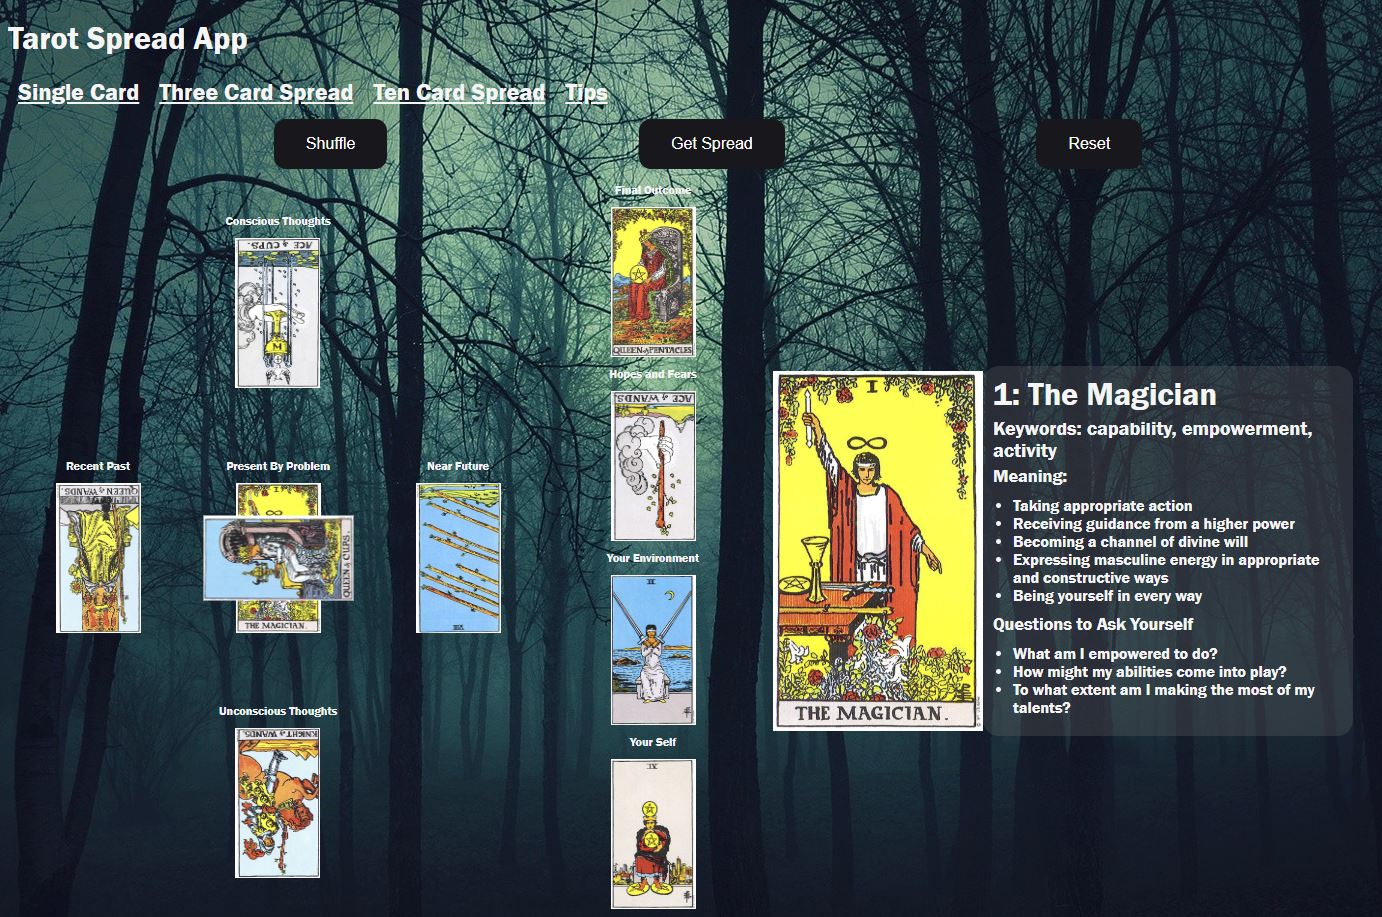 Tarot Spread App
Single Card
Three Card Spread
Ten Card Spread
Tips
Shuffle
Get Spread
Reset
Conscious Thoughts
ACE of CUPS.
Recent Past
QUEEN of WANDS.
Present By Problem
I
QUEEN of CUPS.
THE MAGICIAN.
Near Future
VIII
Unconscious Thoughts
KNIGHT of WANDS.
Final Outcome
QUEEN of PENTACLES
Hopes and Fears
ACE of WANDS.
Your Environment
II
Your Self
IV
I
THE MAGICIAN.
1: The Magician
Keywords: capability, empowerment,
activity
Meaning:
• Taking appropriate action
• Receiving guidance from a higher power
• Becoming a channel of divine will
• Expressing masculine energy in appropriate
and constructive ways
• Being yourself in every way
Questions to Ask Yourself
• What am I empowered to do?
• How might my abilities come into play?
• To what extent am I making the most of my
talents?